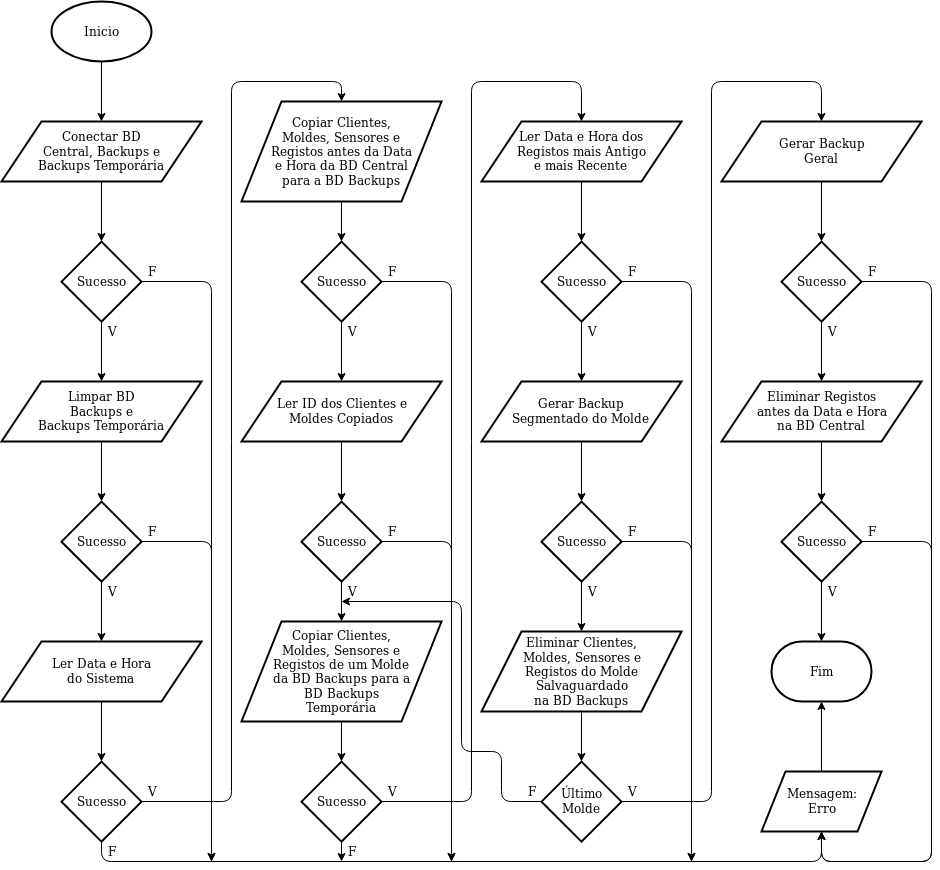 Inicio
Conectar BD
Central, Backups e
Backups Temporária
Sucesso
F
V
Limpar BD
Backups e
Backups Temporária
Sucesso
F
V
Ler Data e Hora
do Sistema
Sucesso
V
F
Copiar Clientes,
Moldes, Sensores e
Registos antes da Data
e Hora da BD Central
para a BD Backups
Sucesso
F
V
Ler ID dos Clientes e
Moldes Copiados
Sucesso
F
V
Copiar Clientes,
Moldes, Sensores e
Registos de um Molde
da BD Backups para a
BD Backups
Temporária
Sucesso
V
F
Ler Data e Hora dos
Registos mais Antigo
e mais Recente
Sucesso
F
V
Gerar Backup
Segmentado do Molde
Sucesso
F
V
Eliminar Clientes,
Moldes, Sensores e
Registos do Molde
Salvaguardado
na BD Backups
F
Último
Molde
V
Gerar Backup
Geral
Sucesso
F
V
Eliminar Registos
antes da Data e Hora
na BD Central
Sucesso
F
V
Fim
Mensagem:
Erro